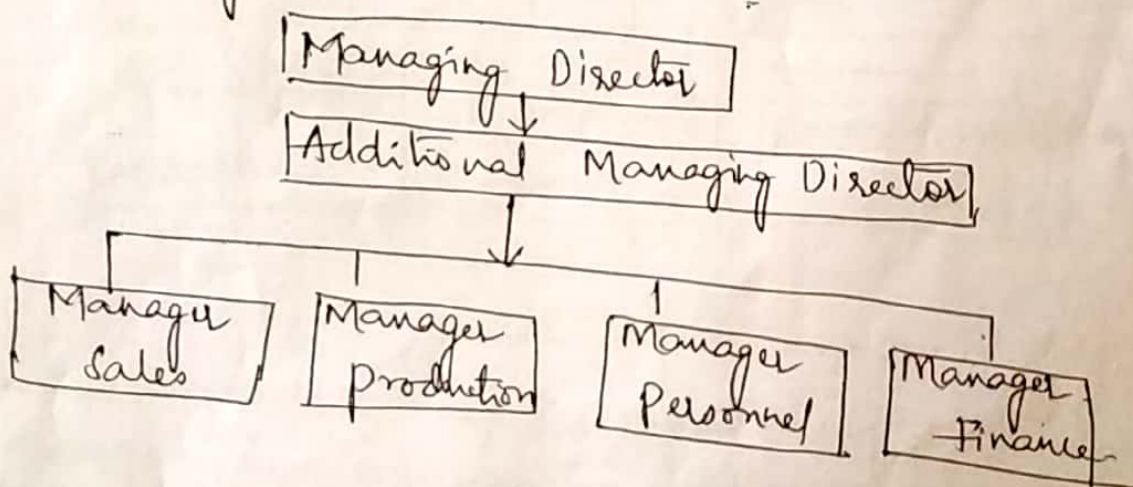 Managing Director
Additional Managing Director
Manager Sales
Manager Production
Manager Personnel
Manager Finance